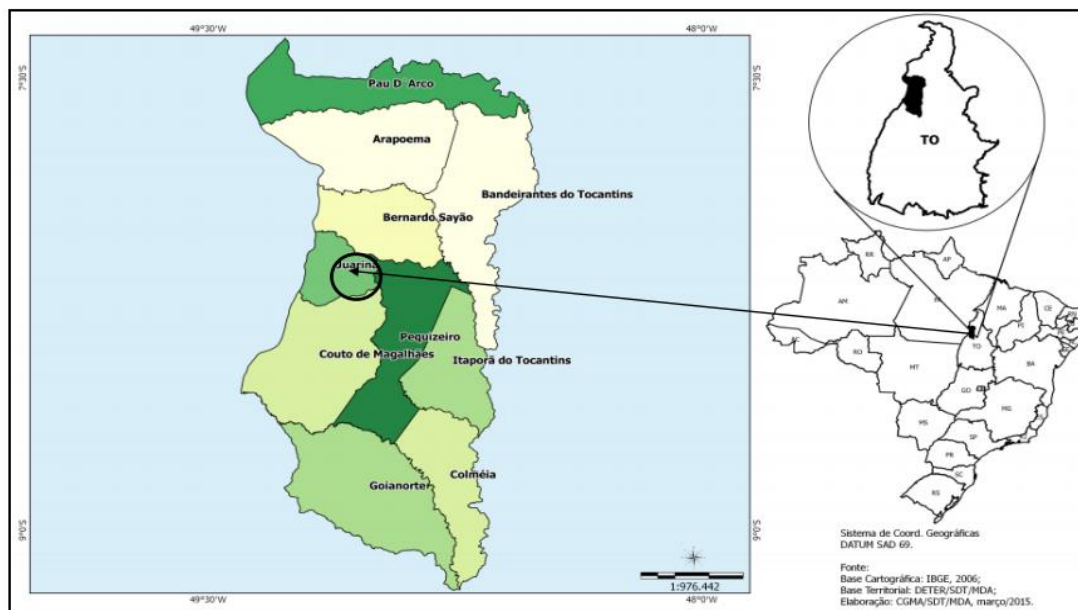 49°30'W
48°0'W
7°30'S
7°30'S
Pau D Arco
Arapoema
Bandeirantes do Tocantins
Bernardo Sayão
Juarina
Pequizeiro
Couto de Magalhães
Itaporã do Tocantins
Colméia
Goianorte
9°0'S
9°0'S
49°30'W
48°0'W
1:976.442
TO
RR
AP
AM
PA
MA
CE
PI
AC
RO
TO
MT
BA
GO
MG
MS
SP
PR
SC
RS
Sistema de Coord. Geográficas
DATUM SAD 69.
Fonte:
Base Cartográfica: IBGE, 2006;
Base Territorial: DETER/SDT/MDA;
Elaboração: CGMA/SDT/MDA, março/2015.